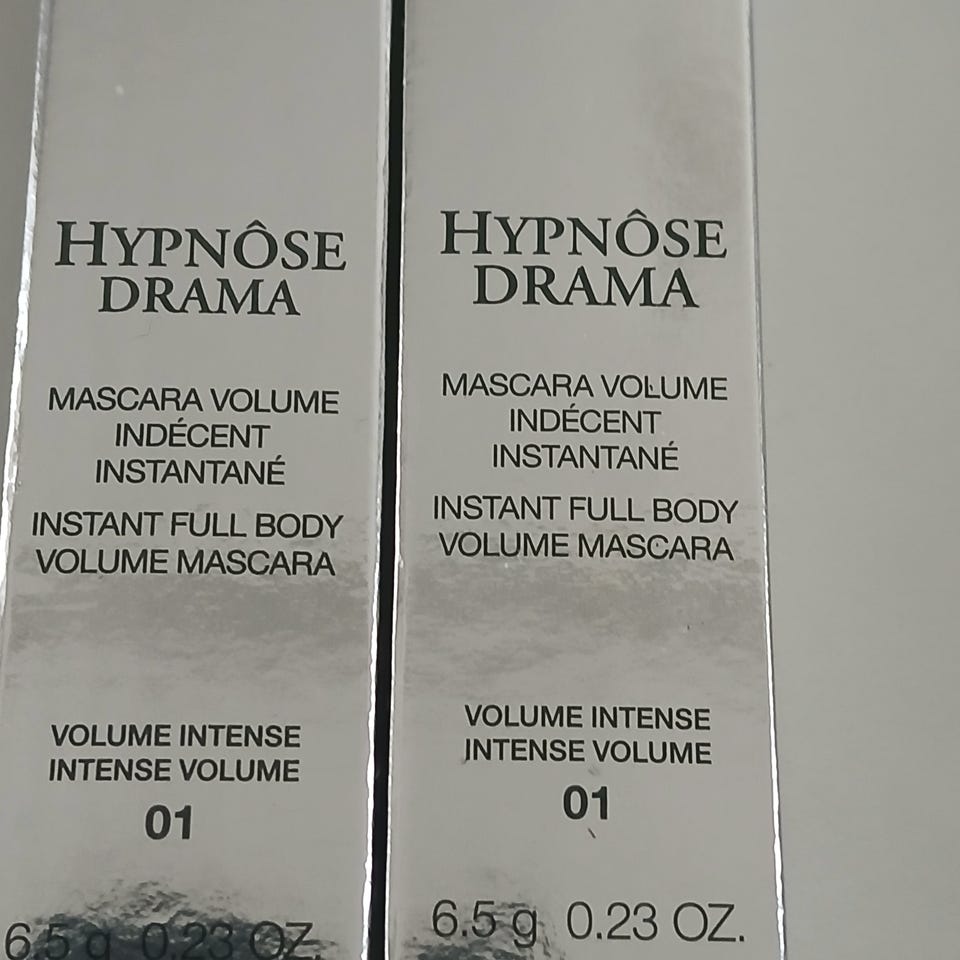 HYPNÔSE
DRAMA
MASCARA VOLUME
INDÉCENT
INSTANTANÉ
INSTANT FULL BODY
VOLUME MASCARA
VOLUME INTENSE
INTENSE VOLUME
01
6.5 g 0.23 OZ.
HYPNÔSE
DRAMA
MASCARA VOLUME
INDÉCENT
INSTANTANÉ
INSTANT FULL BODY
VOLUME MASCARA
VOLUME INTENSE
INTENSE VOLUME
01
6.5 g 0.23 OZ.